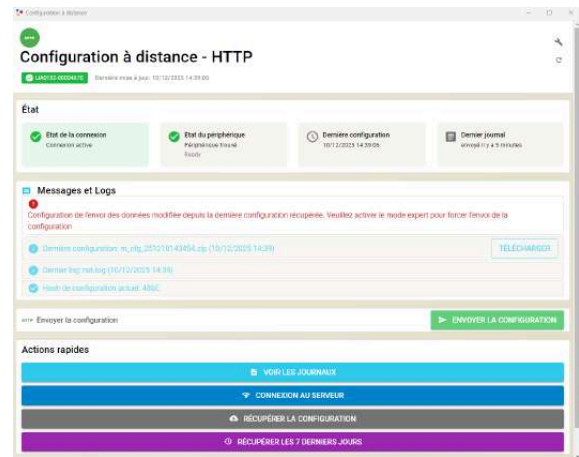 Configuration à distance
Configuration à distance - HTTP
Dernière mise à jour: 10/12/2025 14:39:06
État
État de la connexion
Connexion active
État du périphérique
Périphérique trouvé
Ready
Dernière configuration
10/12/2025 14:39:06
Dernier journal
envoyé il y a 5 minutes
Messages et Logs
Configuration de l'envoi des données modifiée depuis la dernière configuration récupérée. Veuillez activer le mode expert pour forcer l'envoi de la
configuration
Dernière configuration: m_cfg_251210143454.zip (10/12/2025 14:39)
TÉLÉCHARGER
Dernier log: net.log (10/12/2025 14:39)
Hash de configuration actuel:
HTTP Envoyer la configuration
ENVOYER LA CONFIGURATION
Actions rapides
VOIR LES JOURNAUX
CONNEXION AU SERVEUR
RÉCUPÉRER LA CONFIGURATION
RÉCUPÉRER LES 7 DERNIERS JOURS